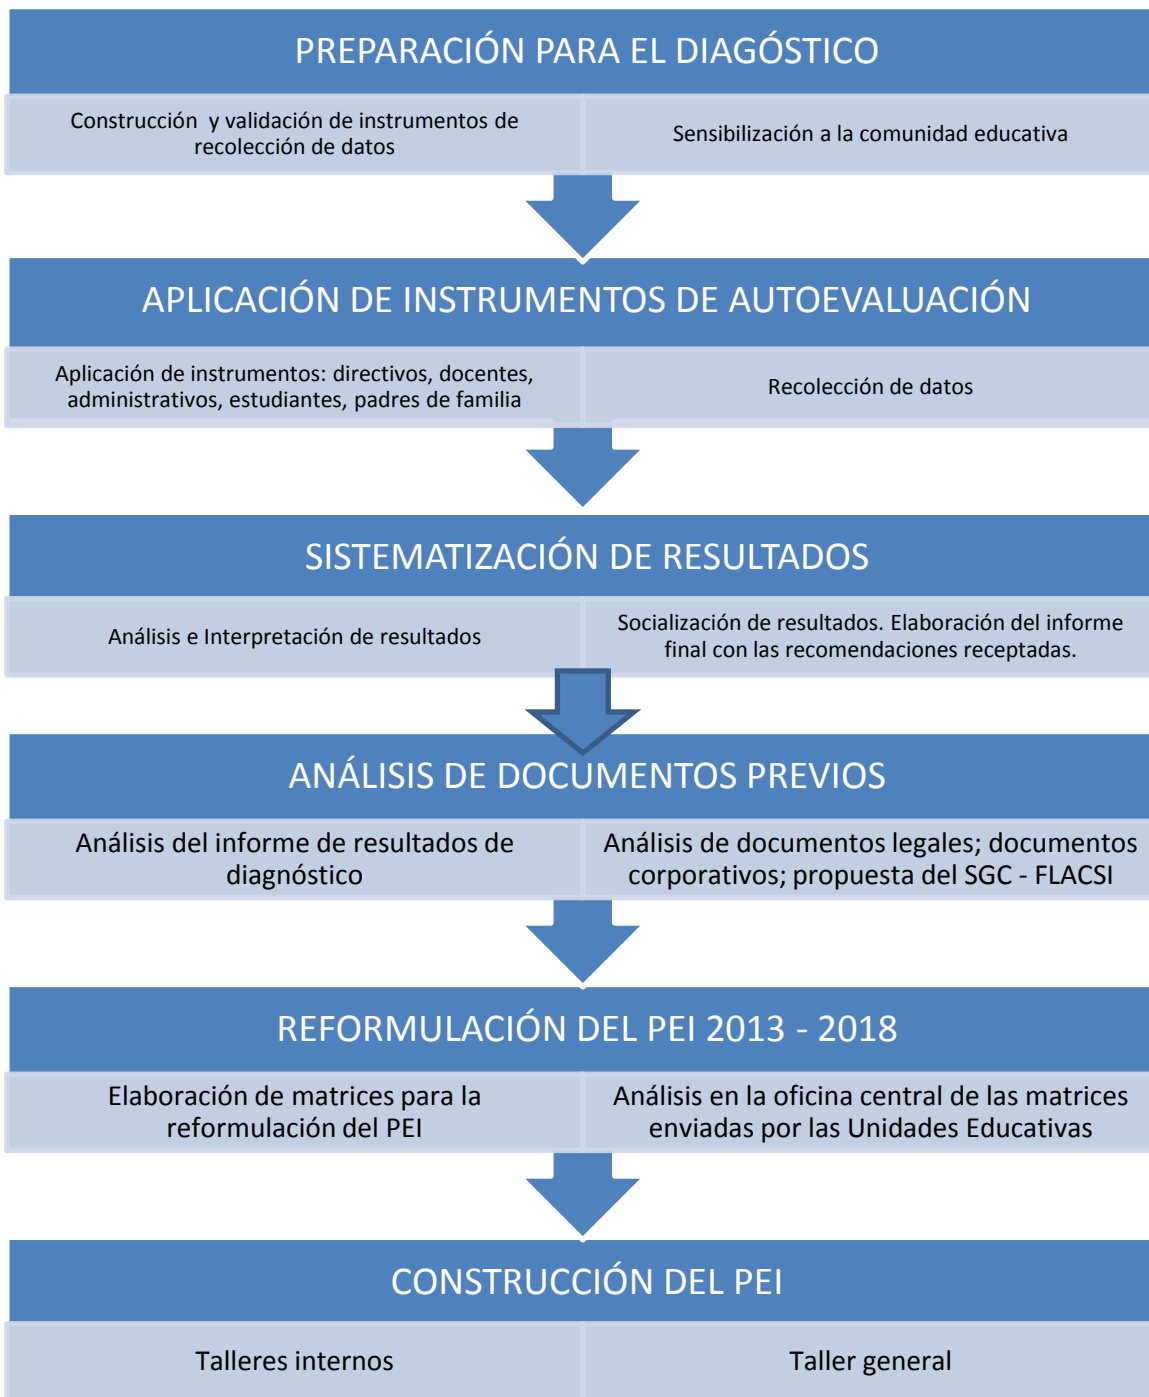 PREPARACIÓN PARA EL DIAGÓSTICO
Construcción y validación de instrumentos de
recolección de datos
Sensibilización a la comunidad educativa
APLICACIÓN DE INSTRUMENTOS DE AUTOEVALUACIÓN
Aplicación de instrumentos: directivos, docentes,
administrativos, estudiantes, padres de familia
Recolección de datos
SISTEMATIZACIÓN DE RESULTADOS
Análisis e Interpretación de resultados
Socialización de resultados. Elaboración del informe
final con las recomendaciones receptadas.
ANÁLISIS DE DOCUMENTOS PREVIOS
Análisis del informe de resultados de
diagnóstico
Análisis de documentos legales; documentos
corporativos; propuesta del SGC - FLACSI
REFORMULACIÓN DEL PEI 2013 - 2018
Elaboración de matrices para la
reformulación del PEI
Análisis en la oficina central de las matrices
enviadas por las Unidades Educativas
CONSTRUCCIÓN DEL PEI
Talleres internos
Taller general